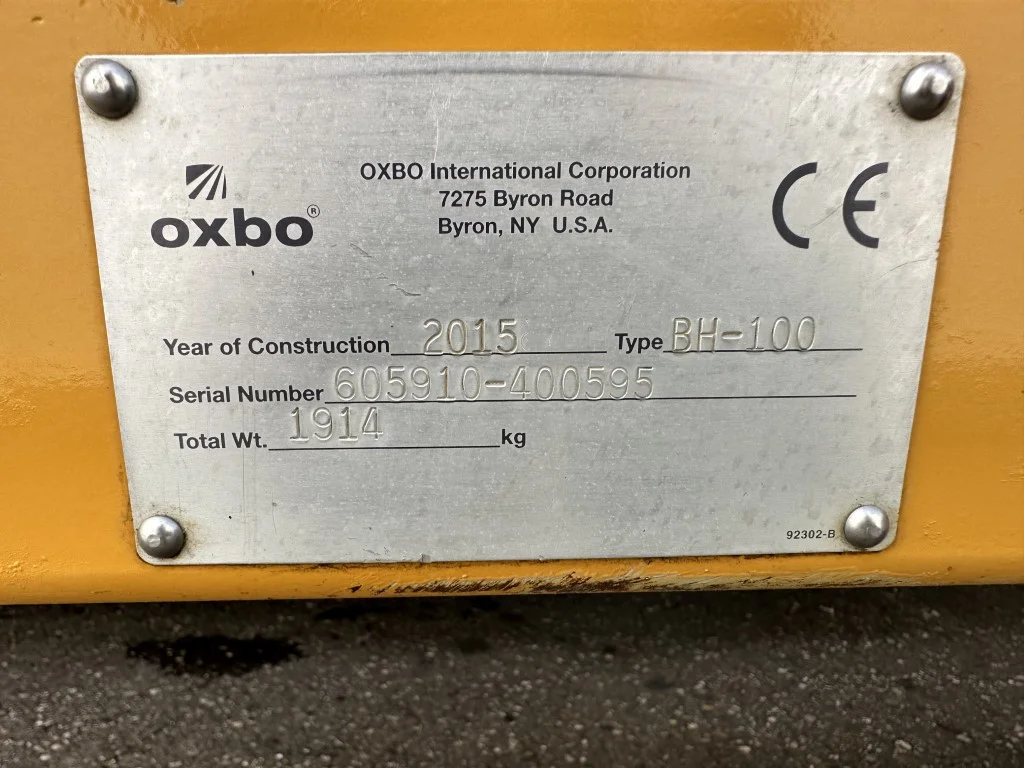 oxbo®
OXBO International Corporation
7275 Byron Road
Byron, NY U.S.A.
CE
Year of Construction 2015 Type BH-100
Serial Number 605910-400595
Total Wt. 1914 kg
92302-B